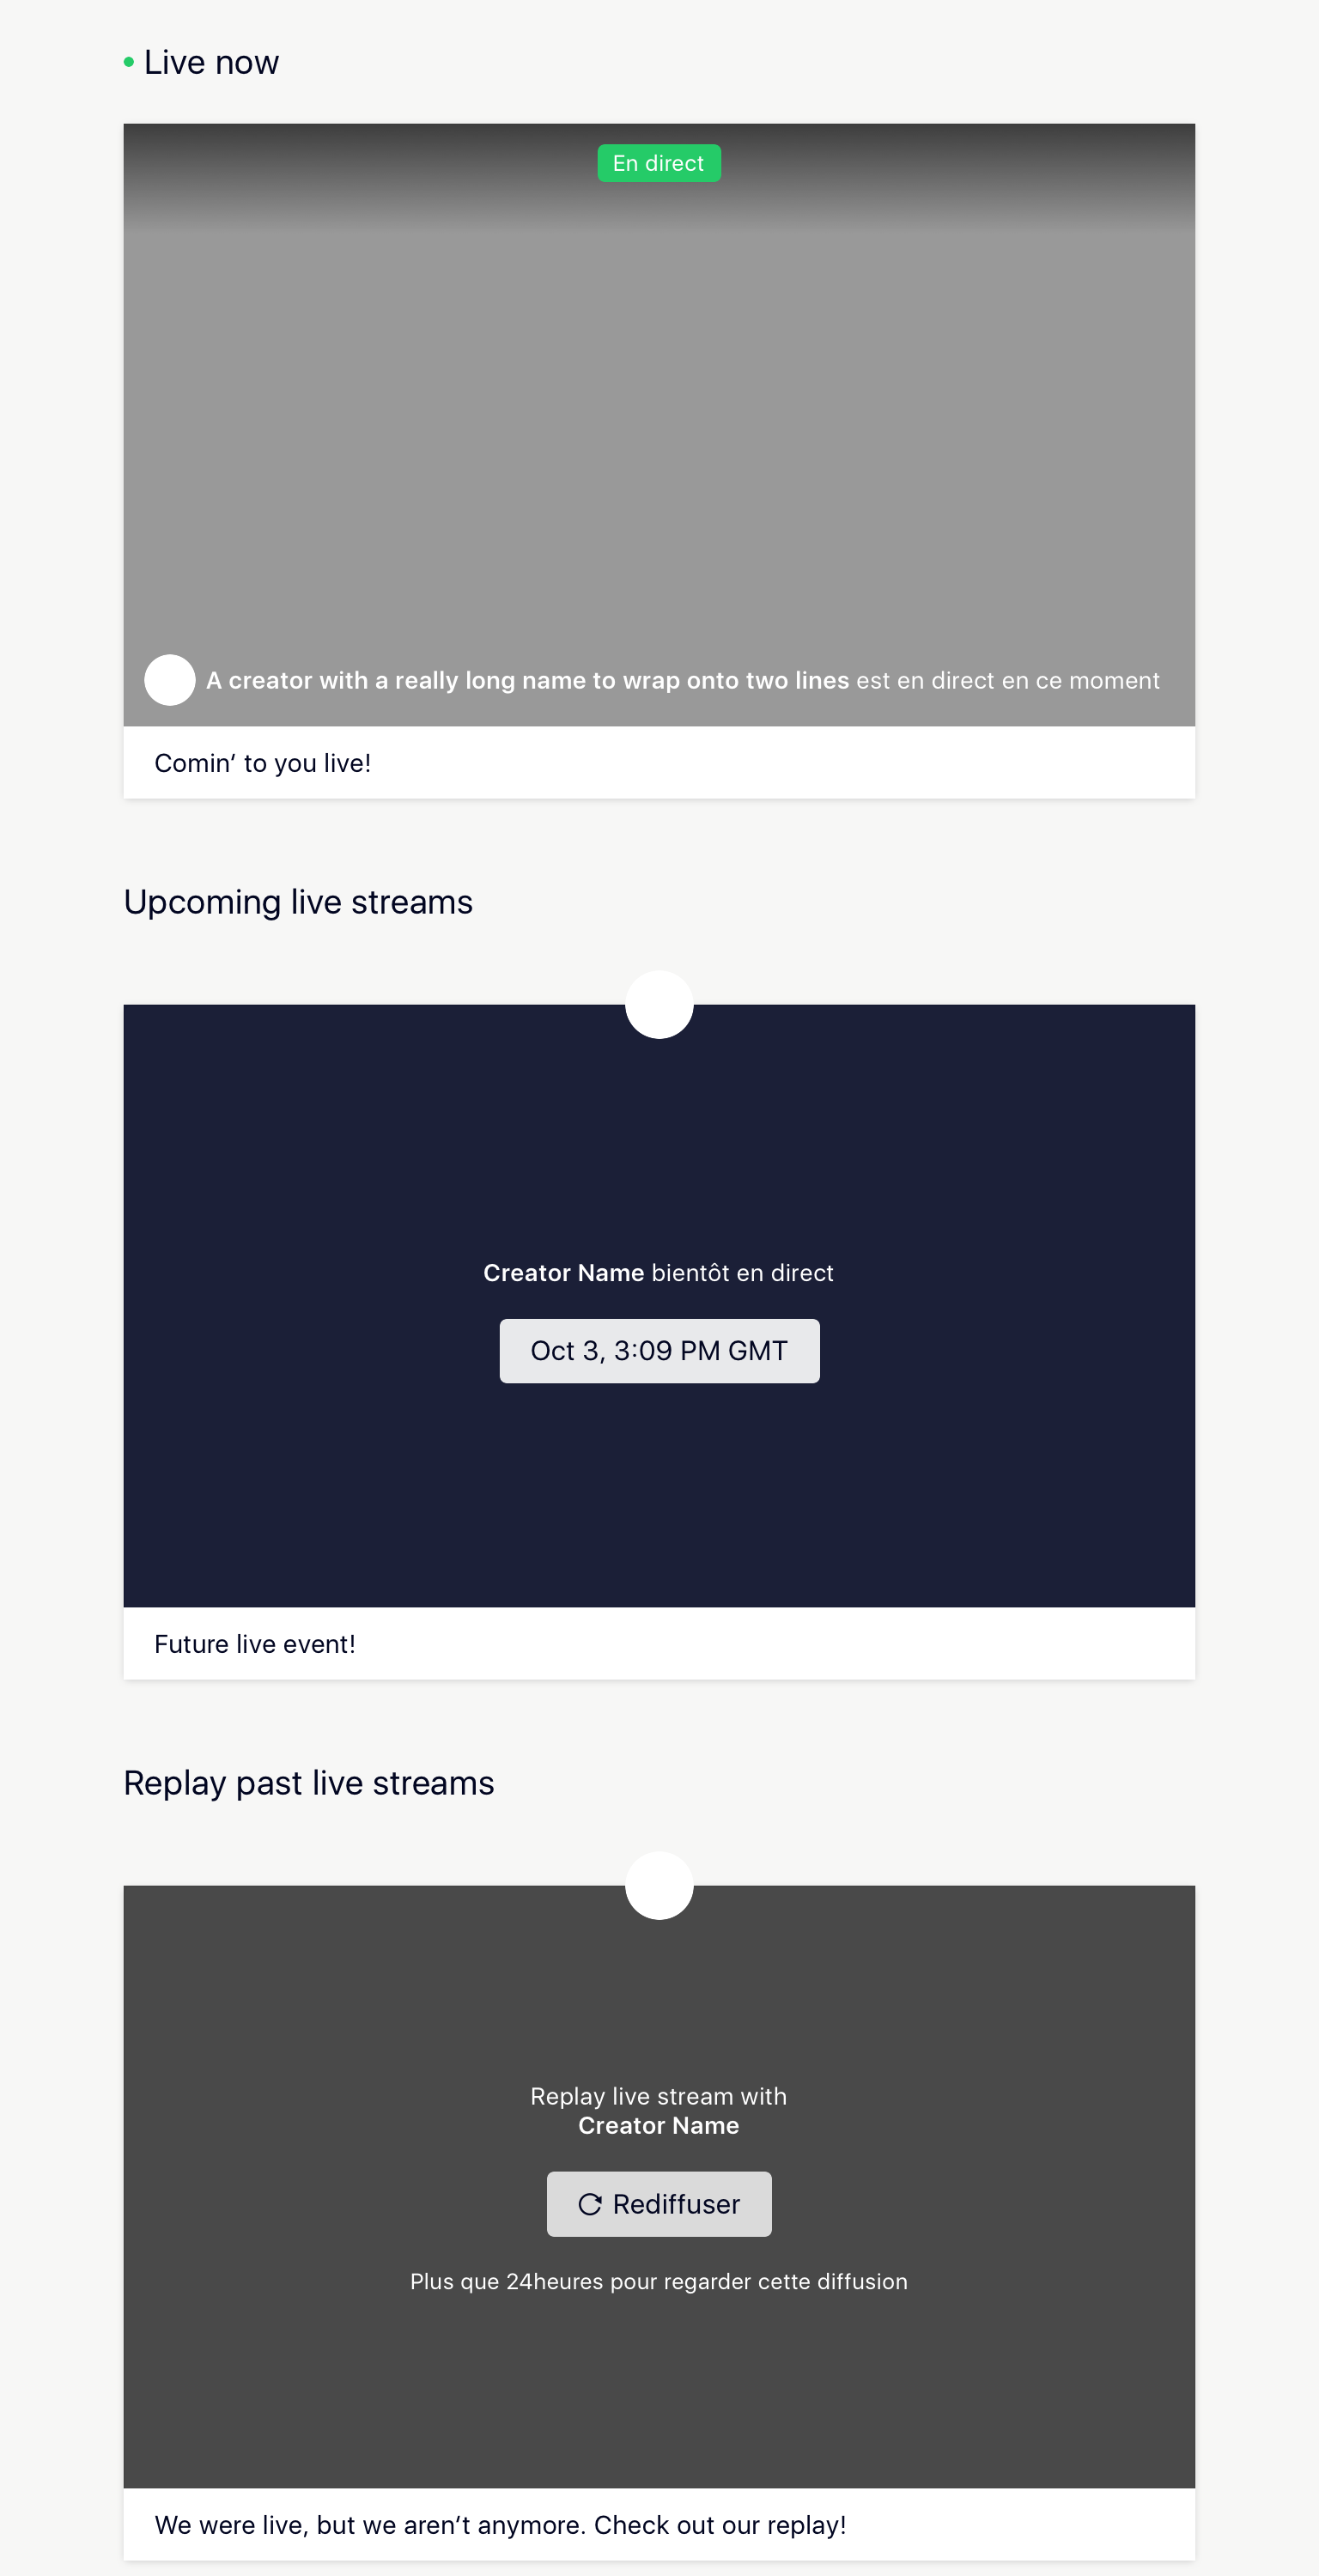 Live now
En direct
A creator with a really long name to wrap onto two lines est en direct en ce moment
Comin’ to you live!
Upcoming live streams
Creator Name bientôt en direct
Oct 3, 3:09 PM GMT
Future live event!
Replay past live streams
Replay live stream with
Creator Name
Rediffuser
Plus que 24heures pour regarder cette diffusion
We were live, but we aren’t anymore. Check out our replay!